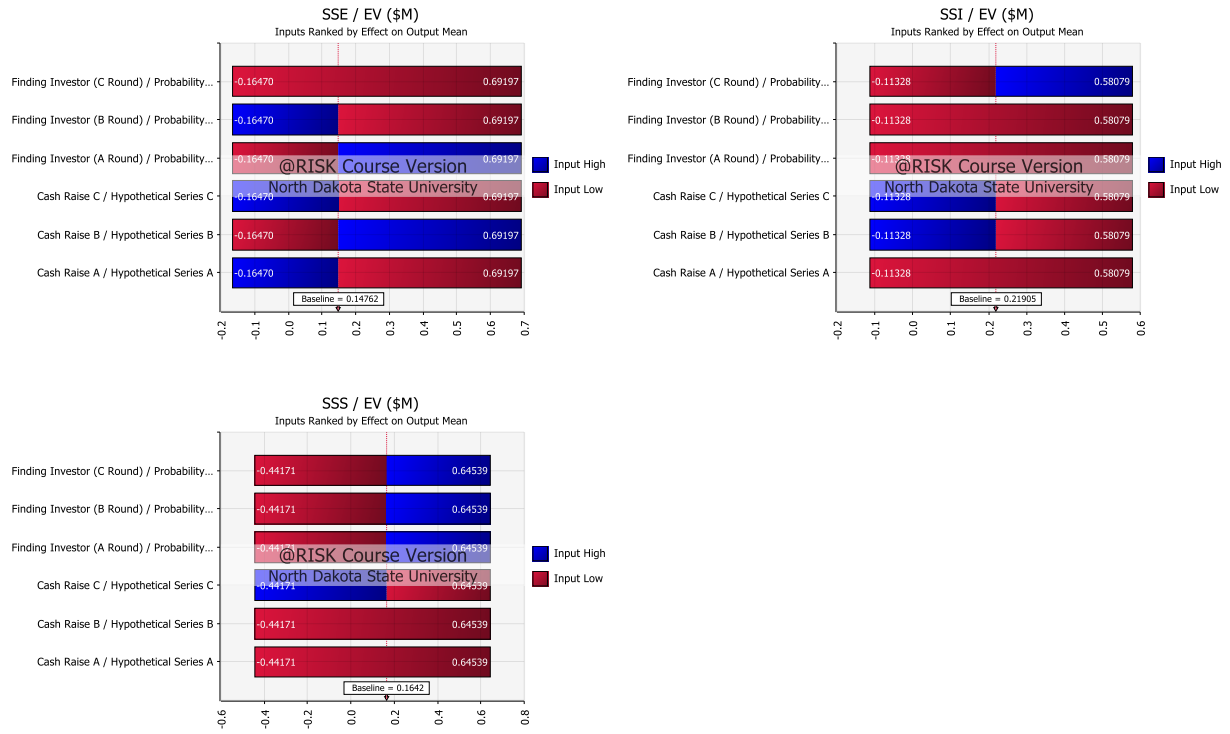 SSE / EV ($M)
Inputs Ranked by Effect on Output Mean
Finding Investor (C Round) / Probability...
-0.16470
0.69197
Finding Investor (B Round) / Probability...
-0.16470
0.69197
Finding Investor (A Round) / Probability...
-0.16470
0.69197
@RISK Course Version
North Dakota State University
Cash Raise C / Hypothetical Series C
-0.16470
0.69197
Cash Raise B / Hypothetical Series B
-0.16470
0.69197
Cash Raise A / Hypothetical Series A
-0.16470
0.69197
Baseline = 0.14762
-0.2 -0.1 0.0 0.1 0.2 0.3 0.4 0.5 0.6 0.7
Input High
Input Low
SSI / EV ($M)
Inputs Ranked by Effect on Output Mean
Finding Investor (C Round) / Probability...
-0.11328
0.58079
Finding Investor (B Round) / Probability...
-0.11328
0.58079
Finding Investor (A Round) / Probability...
-0.11328
0.58079
@RISK Course Version
North Dakota State University
Cash Raise C / Hypothetical Series C
-0.11328
0.58079
Cash Raise B / Hypothetical Series B
-0.11328
0.58079
Cash Raise A / Hypothetical Series A
-0.11328
0.58079
Baseline = 0.21905
-0.2 -0.1 0.0 0.1 0.2 0.3 0.4 0.5 0.6
Input High
Input Low
SSS / EV ($M)
Inputs Ranked by Effect on Output Mean
Finding Investor (C Round) / Probability...
-0.44171
0.64539
Finding Investor (B Round) / Probability...
-0.44171
0.64539
Finding Investor (A Round) / Probability...
-0.44171
0.64539
@RISK Course Version
North Dakota State University
Cash Raise C / Hypothetical Series C
-0.44171
0.64539
Cash Raise B / Hypothetical Series B
-0.44171
0.64539
Cash Raise A / Hypothetical Series A
-0.44171
0.64539
Baseline = 0.1642
-0.6 -0.4 -0.2 0.0 0.2 0.4 0.6 0.8
Input High
Input Low